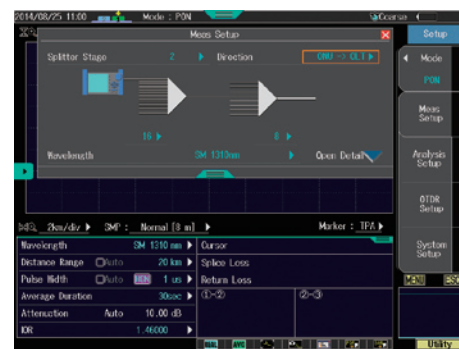 2014/08/25 11:00 Mode : PON Coarse
Meas Setup
Setup
Splittor Stage 2 Direction ONU -> OLT
Mode
PON
Meas
Setup
16 8
Wavelength SM 1310nm Open Detail
Analysis
Setup
OTDR
Setup
2km/div SMP : Normal [8 m] Marker : TPA
System
Setup
Wavelength SM 1310 nm Cursor
Distance Range Auto 20 km Splice Loss
Pulse Width Auto 1 us Return Loss
MENU ESC
Average Duration 30sec ①-② ②-③
Attenuation Auto 10.00 dB
IOR 1.46000
AVE Utility